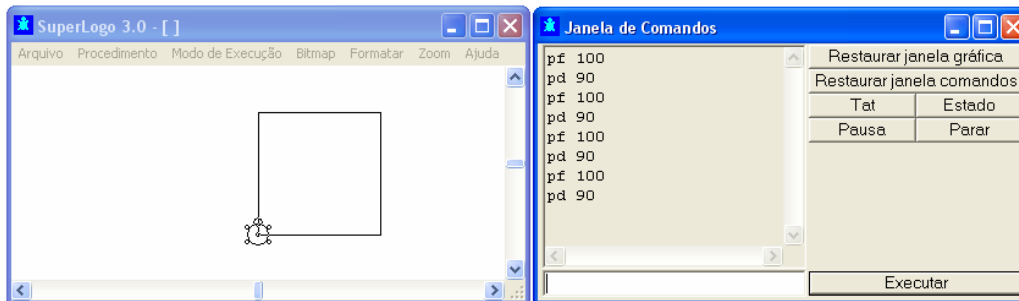 SuperLogo 3.0 - [ ]
Arquivo Procedimento Modo de Execução Bitmap Formatar Zoom Ajuda
Janela de Comandos
pf 100
pd 90
pf 100
pd 90
pf 100
pd 90
pf 100
pd 90
Restaurar janela gráfica
Restaurar janela comandos
Tat Estado
Pausa Parar
Executar